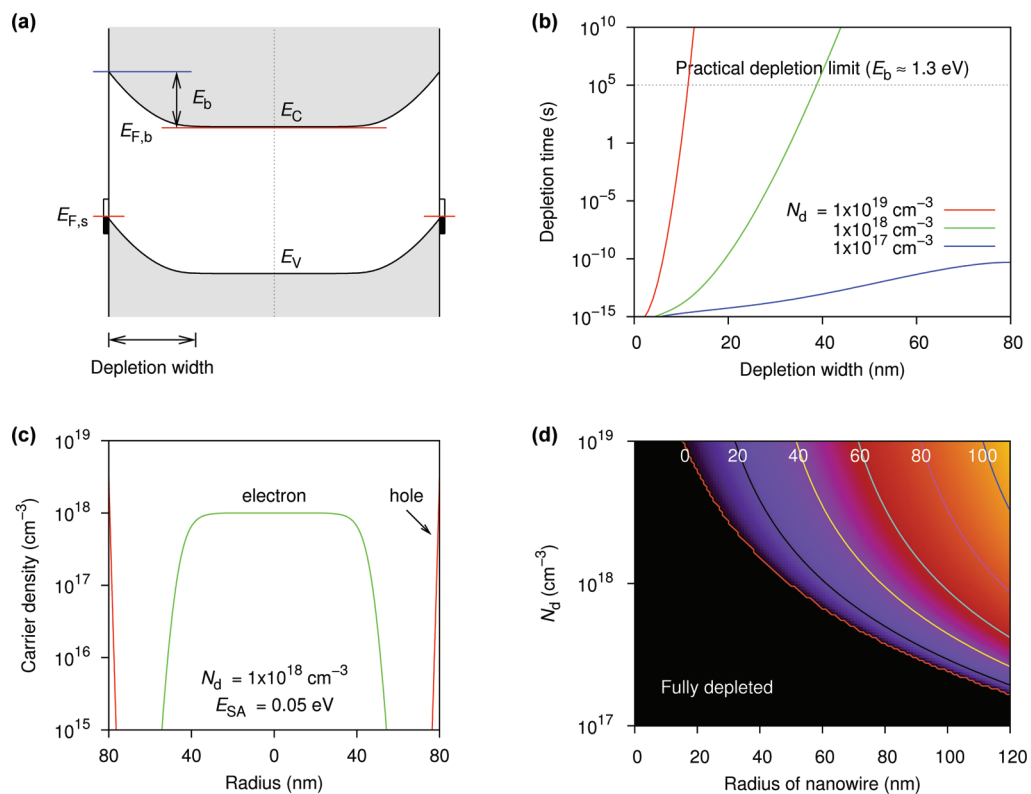 (a)
E_b
E_C
E_F,b
E_F,s
E_V
Depletion width
(b)
10^10
10^5
1
10^−5
10^−10
10^−15
Depletion time (s)
Practical depletion limit (E_b ≈ 1.3 eV)
N_d = 1x10^19 cm^−3
1x10^18 cm^−3
1x10^17 cm^−3
0 20 40 60 80
Depletion width (nm)
(c)
10^19
10^18
10^17
10^16
10^15
Carrier density (cm^−3)
electron
hole
N_d = 1x10^18 cm^−3
E_SA = 0.05 eV
80 40 0 40 80
Radius (nm)
(d)
10^19
10^18
10^17
N_d (cm^−3)
0 20 40 60 80 100
Fully depleted
0 20 40 60 80 100 120
Radius of nanowire (nm)